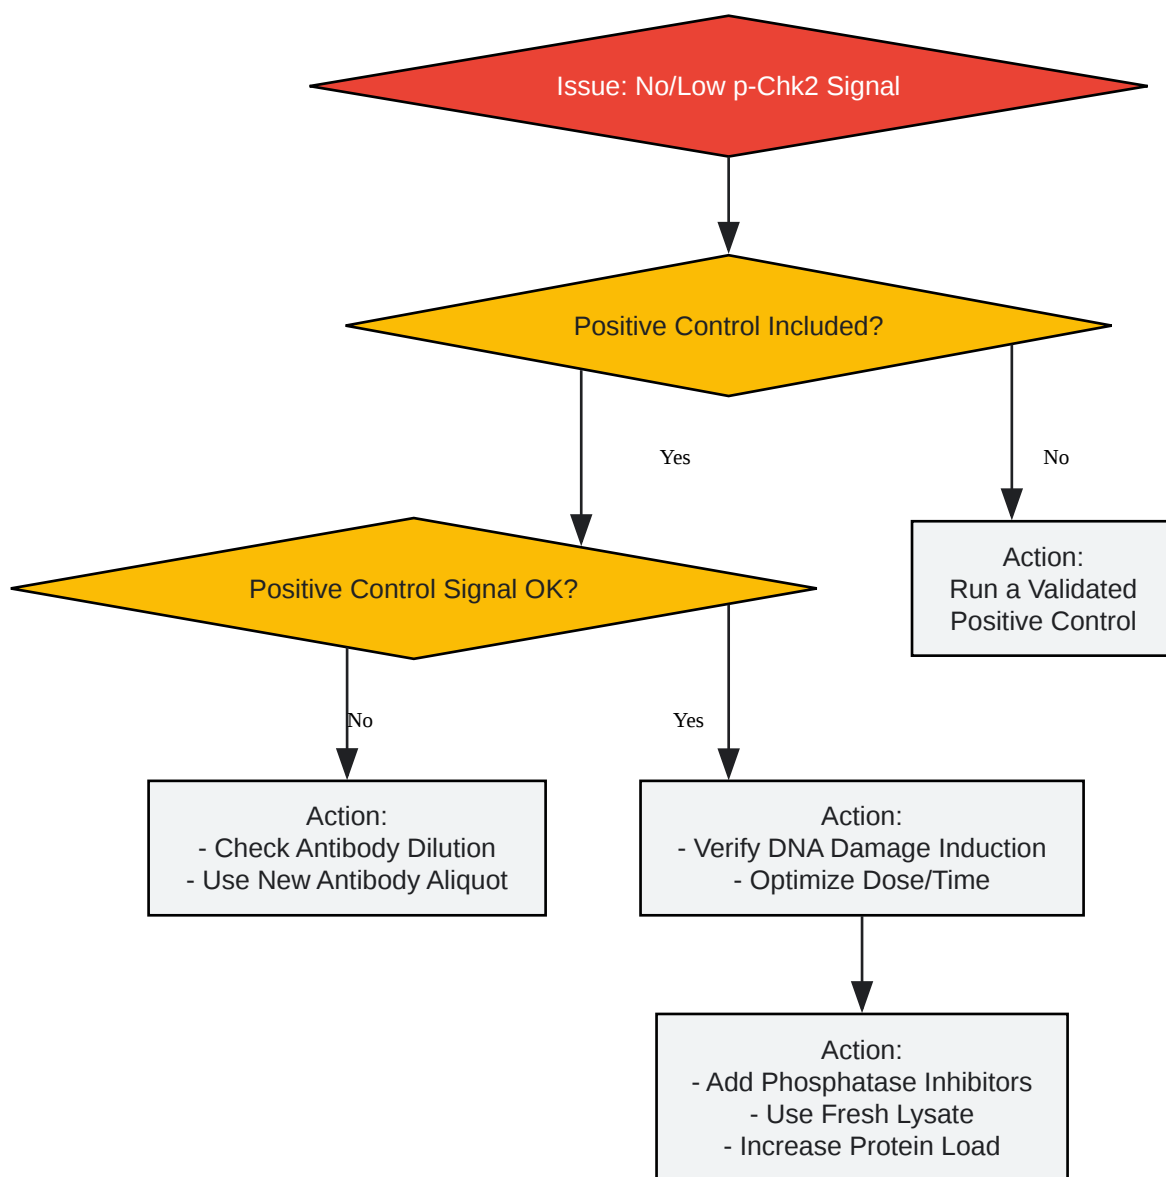 Issue: No/Low p-Chk2 Signal
Positive Control Included?
Yes
No
Positive Control Signal OK?
Action:
Run a Validated
Positive Control
No
Yes
Action:
- Check Antibody Dilution
- Use New Antibody Aliquot
Action:
- Verify DNA Damage Induction
- Optimize Dose/Time
Action:
- Add Phosphatase Inhibitors
- Use Fresh Lysate
- Increase Protein Load